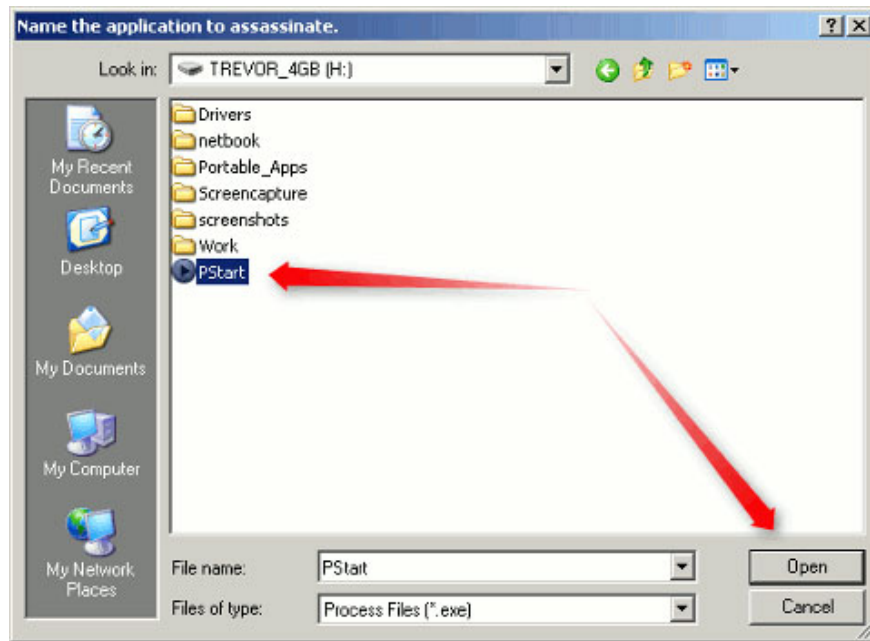 Name the application to assassinate.
Look in:
TREVOR_4GB (H:)
My Recent
Documents
Desktop
My Documents
My Computer
My Network
Places
Drivers
netbook
Portable_Apps
Screencapture
screenshots
Work
PStart
File name:
PStart
Open
Files of type:
Process Files (*.exe)
Cancel